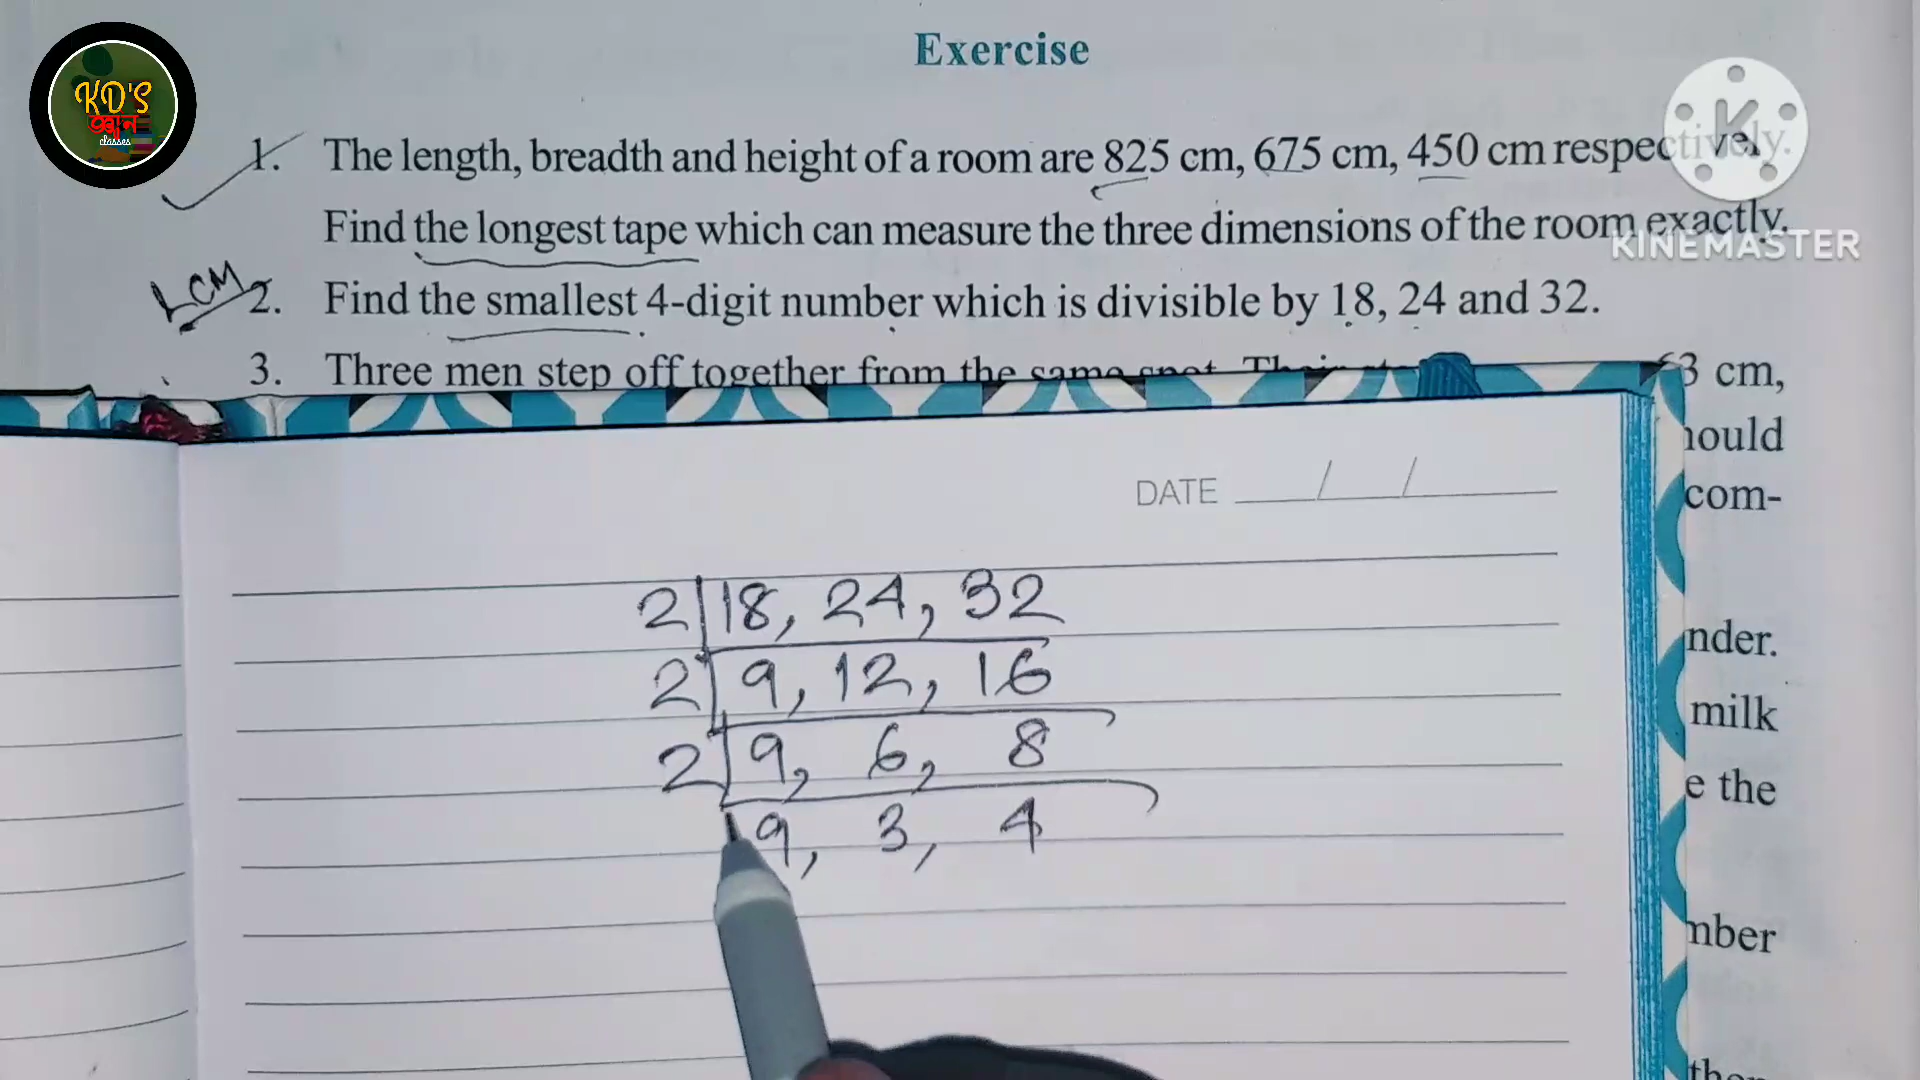 KD'S
জ্ঞান
classes
Exercise
1. The length, breadth and height of a room are 825 cm, 675 cm, 450 cm respectively.
Find the longest tape which can measure the three dimensions of the room exactly.
KINEMASTER
LCM
2. Find the smallest 4-digit number which is divisible by 18, 24 and 32.
3. Three men step off together from the same spot. 63 cm,
hould
com-
DATE / /
2|18, 24, 32
nder.
2|9, 12, 16
milk
2|9, 6, 8
e the
9, 3, 4
mber